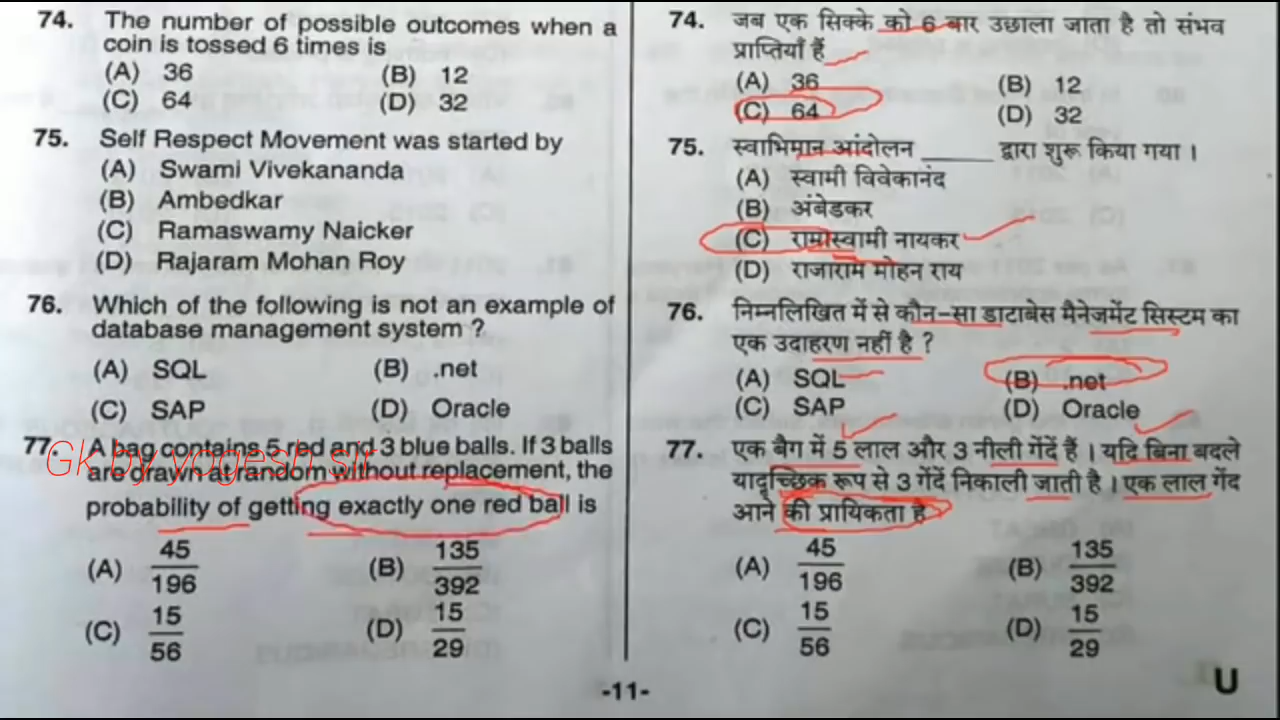 74. The number of possible outcomes when a
coin is tossed 6 times is
(A) 36 (B) 12
(C) 64 (D) 32
75. Self Respect Movement was started by
(A) Swami Vivekananda
(B) Ambedkar
(C) Ramaswamy Naicker
(D) Rajaram Mohan Roy
76. Which of the following is not an example of
database management system ?
(A) SQL (B) .net
(C) SAP (D) Oracle
77. A bag contains 5 red and 3 blue balls. If 3 balls
are drawn at random without replacement, the
probability of getting exactly one red ball is
(A) 45/196 (B) 135/392
(C) 15/56 (D) 15/29
Gk by yogesh sir
74. जब एक सिक्के को 6 बार उछाला जाता है तो संभव
प्राप्तियाँ हैं
(A) 36 (B) 12
(C) 64 (D) 32
75. स्वाभिमान आंदोलन ______ द्वारा शुरू किया गया ।
(A) स्वामी विवेकानंद
(B) अंबेडकर
(C) रामास्वामी नायकर
(D) राजाराम मोहन राय
76. निम्नलिखित में से कौन-सा डाटाबेस मैनेजमेंट सिस्टम का
एक उदाहरण नहीं है ?
(A) SQL (B) .net
(C) SAP (D) Oracle
77. एक बैग में 5 लाल और 3 नीली गेंदें हैं । यदि बिना बदले
यादृच्छिक रूप से 3 गेंदें निकाली जाती है । एक लाल गेंद
आने की प्रायिकता है
(A) 45/196 (B) 135/392
(C) 15/56 (D) 15/29
-11-
U